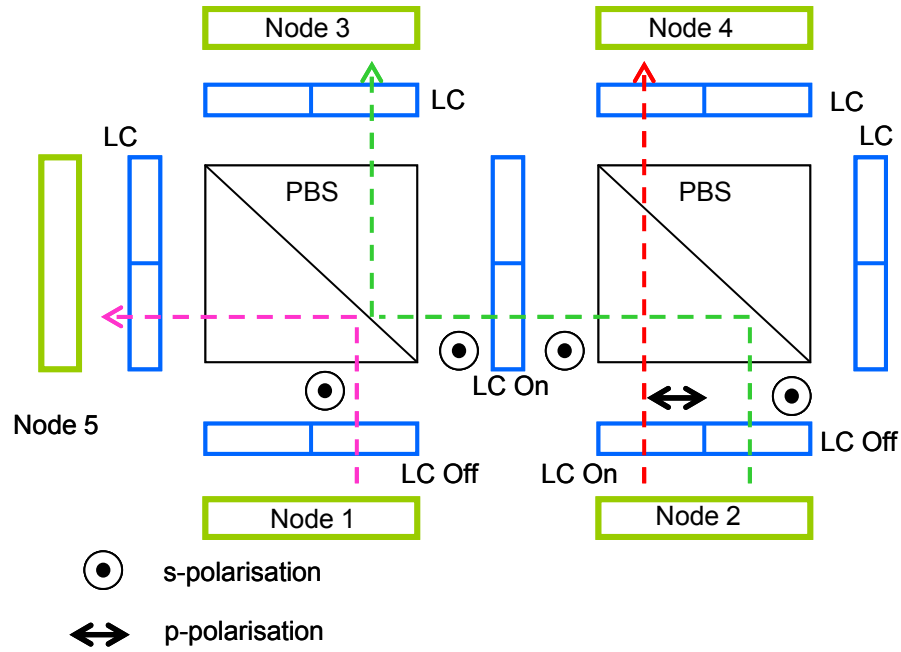 Node 3
Node 4
LC
LC
LC
LC
PBS
PBS
LC On
Node 5
LC Off
LC On
LC Off
Node 1
Node 2
s-polarisation
p-polarisation